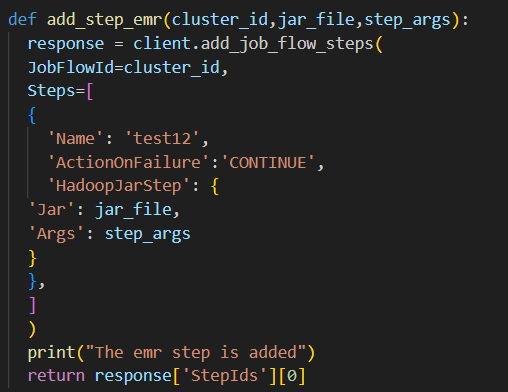 def add_step_emr(cluster_id,jar_file,step_args):
  response = client.add_job_flow_steps(
  JobFlowId=cluster_id,
  Steps=[
  {
    'Name': 'test12',
    'ActionOnFailure':'CONTINUE',
    'HadoopJarStep': {
  'Jar': jar_file,
  'Args': step_args
  }
  },
  ]
  )
  print("The emr step is added")
  return response['StepIds'][0]